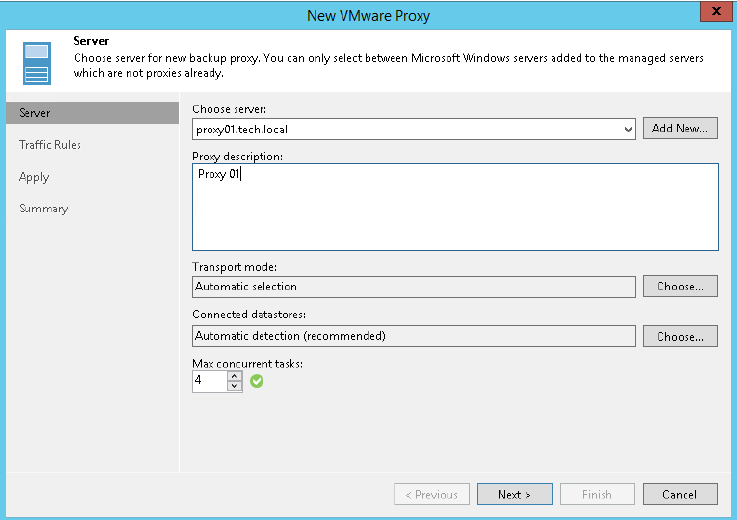 New VMware Proxy
x
Server
Choose server for new backup proxy. You can only select between Microsoft Windows servers added to the managed servers
which are not proxies already.
Server
Traffic Rules
Apply
Summary
Choose server:
proxy01.tech.local
Add New...
Proxy description:
Proxy 01
Transport mode:
Automatic selection
Choose...
Connected datastores:
Automatic detection (recommended)
Choose...
Max concurrent tasks:
4
< Previous
Next >
Finish
Cancel